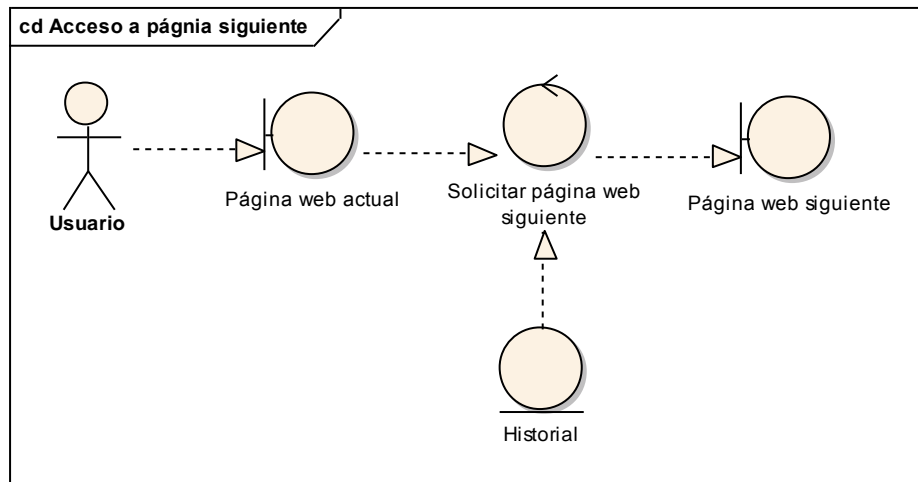 cd Acceso a págnia siguiente
Usuario
Página web actual
Solicitar página web
siguiente
Página web siguiente
Historial